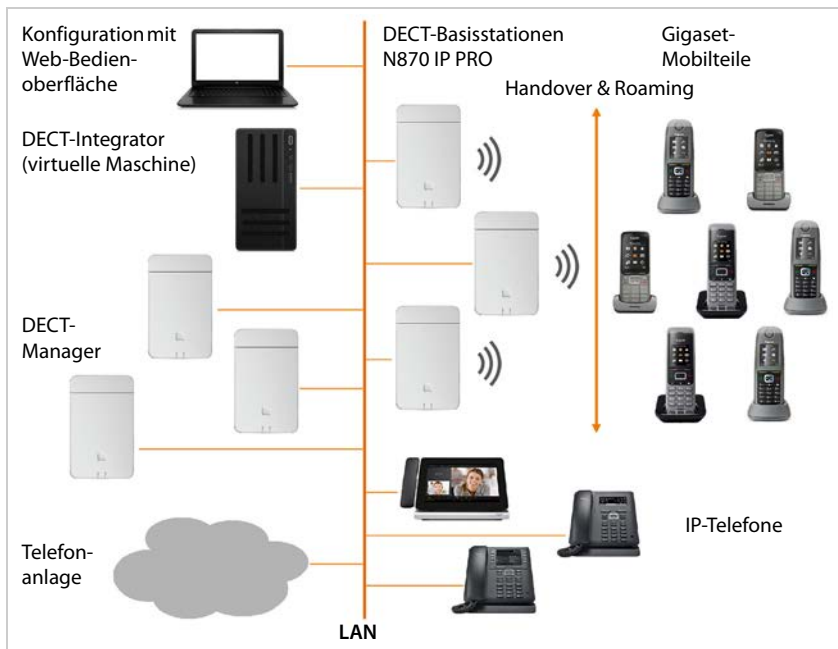 Konfiguration mit
Web-Bedien-
oberfläche
DECT-Basisstationen
N870 IP PRO
Gigaset-
Mobilteile
Handover & Roaming
DECT-Integrator
(virtuelle Maschine)
DECT-
Manager
IP-Telefone
Telefon-
anlage
LAN